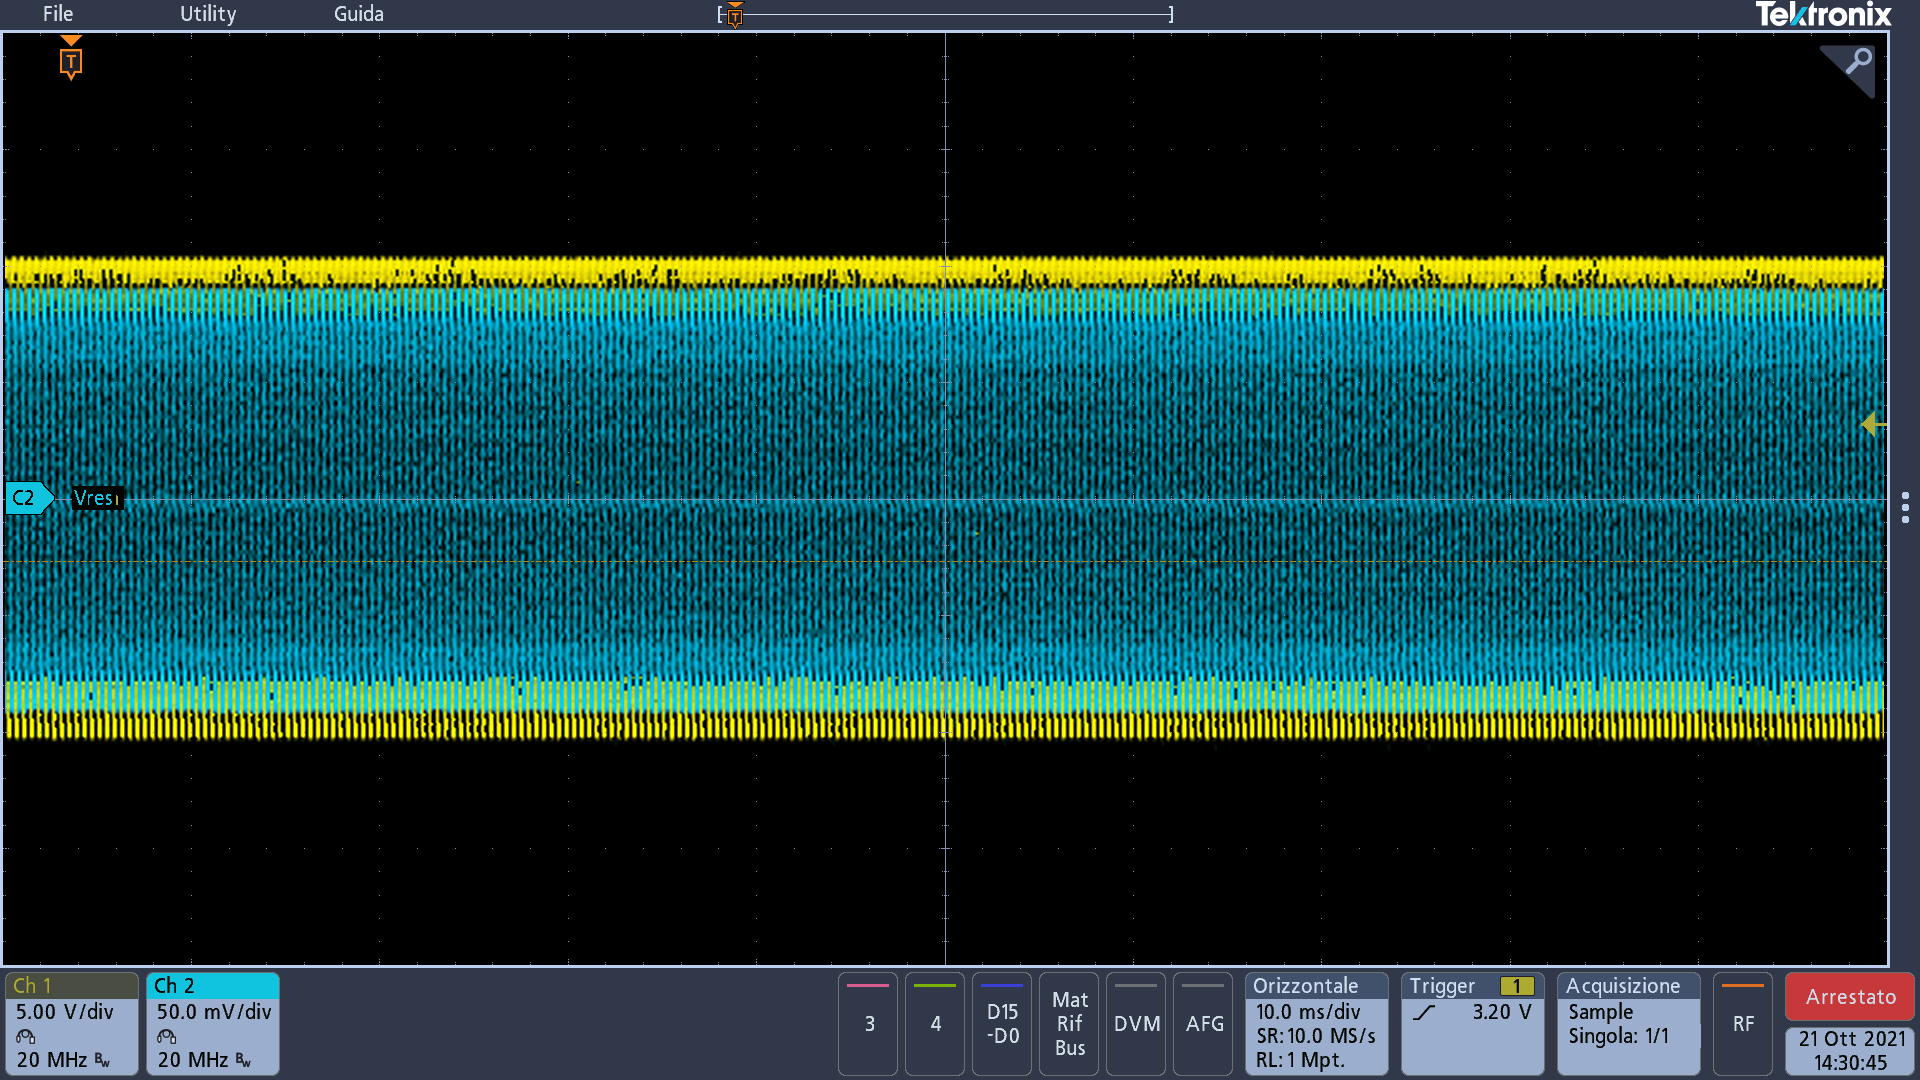 File Utility Guida
Tektronix
T
T
C2 Vres
Ch 1
5.00 V/div
20 MHz Bw
Ch 2
50.0 mV/div
20 MHz Bw
3
4
D15
-D0
Mat
Rif
Bus
DVM
AFG
Orizzontale
10.0 ms/div
SR: 10.0 MS/s
RL: 1 Mpt.
Trigger 1
3.20 V
Acquisizione
Sample
Singola: 1/1
RF
Arrestato
21 Ott 2021
14:30:45